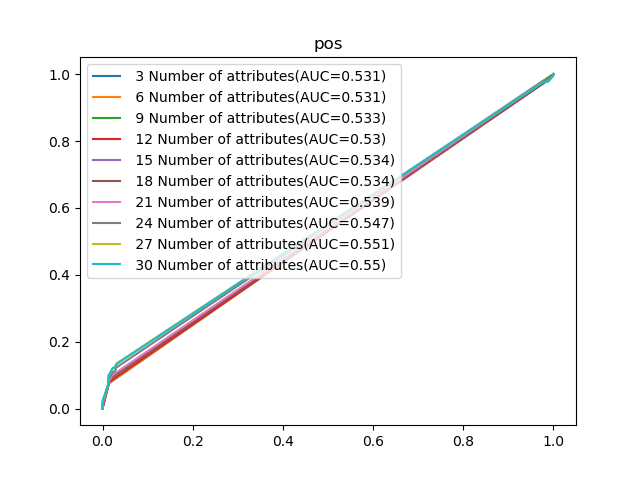 pos
1.0
0.8
0.6
0.4
0.2
0.0
3 Number of attributes(AUC=0.531)
6 Number of attributes(AUC=0.531)
9 Number of attributes(AUC=0.533)
12 Number of attributes(AUC=0.53)
15 Number of attributes(AUC=0.534)
18 Number of attributes(AUC=0.534)
21 Number of attributes(AUC=0.539)
24 Number of attributes(AUC=0.547)
27 Number of attributes(AUC=0.551)
30 Number of attributes(AUC=0.55)
0.0 0.2 0.4 0.6 0.8 1.0